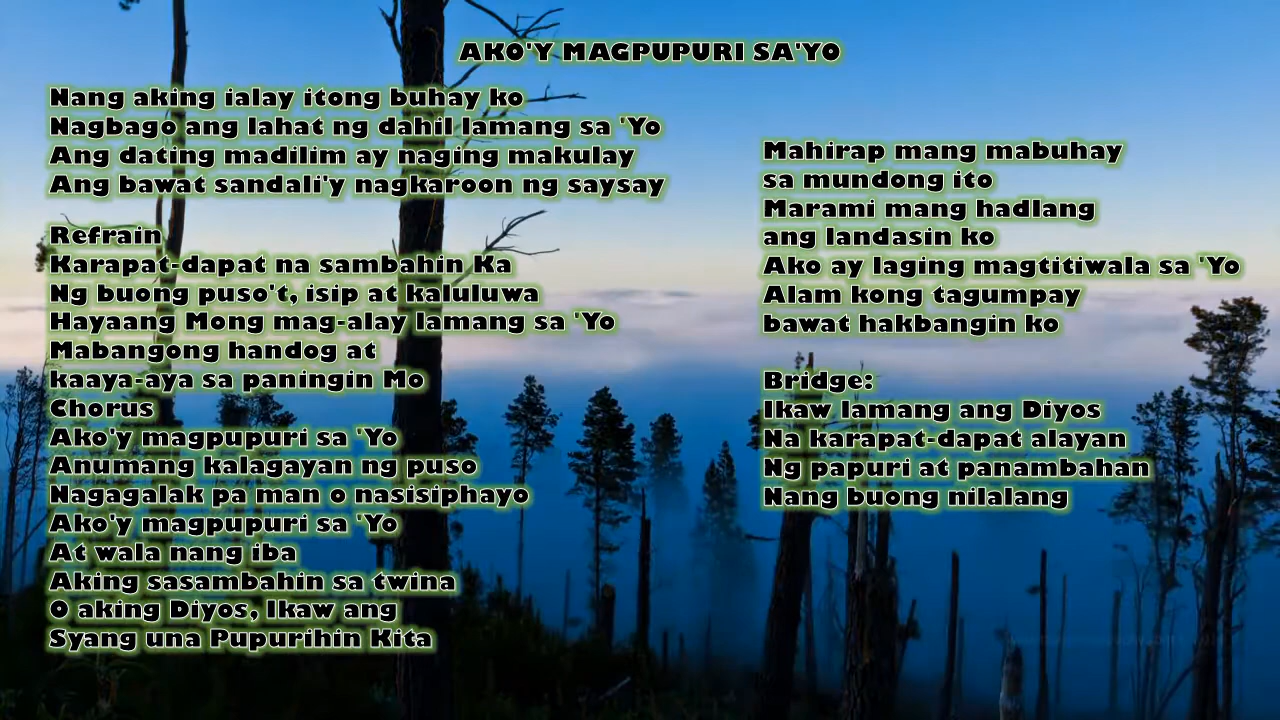 AKO'Y MAGPUPURI SA'YO
Nang aking ialay itong buhay ko
Nagbago ang lahat ng dahil lamang sa 'Yo
Ang dating madilim ay naging makulay
Ang bawat sandali'y nagkaroon ng saysay
Refrain
Karapat-dapat na sambahin Ka
Ng buong puso't, isip at kaluluwa
Hayaang Mong mag-alay lamang sa 'Yo
Mabangong handog at
kaaya-aya sa paningin Mo
Chorus
Ako'y magpupuri sa 'Yo
Anumang kalagayan ng puso
Nagagalak pa man o nasisiphayo
Ako'y magpupuri sa 'Yo
At wala nang iba
Aking sasambahin sa twina
O aking Diyos, Ikaw ang
Syang una Pupurihin Kita
Mahirap mang mabuhay
sa mundong ito
Marami mang hadlang
ang landasin ko
Ako ay laging magtitiwala sa 'Yo
Alam kong tagumpay
bawat hakbangin ko
Bridge:
Ikaw lamang ang Diyos
Na karapat-dapat alayan
Ng papuri at panambahan
Nang buong nilalang